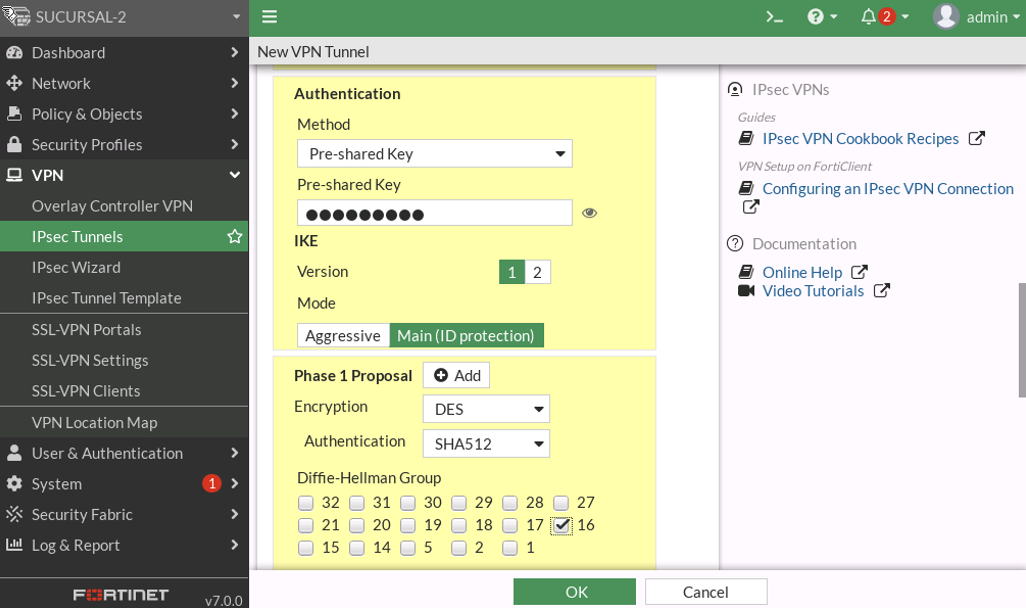 SUCURSAL-2
2
admin
New VPN Tunnel
Dashboard
Network
Policy & Objects
Security Profiles
VPN
Overlay Controller VPN
IPsec Tunnels
IPsec Wizard
IPsec Tunnel Template
SSL-VPN Portals
SSL-VPN Settings
SSL-VPN Clients
VPN Location Map
User & Authentication
System 1
Security Fabric
Log & Report
FORTINET v7.0.0
Authentication
Method
Pre-shared Key
Pre-shared Key
●●●●●●●●●
IKE
Version 1 2
Mode
Aggressive Main (ID protection)
Phase 1 Proposal Add
Encryption DES
Authentication SHA512
Diffie-Hellman Group
32 31 30 29 28 27
21 20 19 18 17 16
15 14 5 2 1
OK Cancel
IPsec VPNs
Guides
IPsec VPN Cookbook Recipes
VPN Setup on FortiClient
Configuring an IPsec VPN Connection
Documentation
Online Help
Video Tutorials